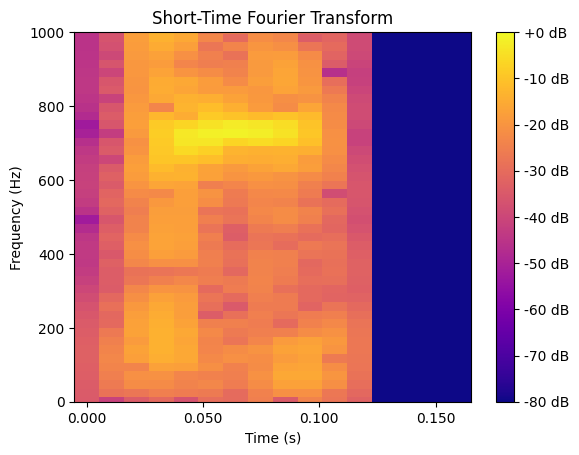 Short-Time Fourier Transform
1000
800
600
400
200
0
Frequency (Hz)
0.000
0.050
0.100
0.150
Time (s)
+0 dB
-10 dB
-20 dB
-30 dB
-40 dB
-50 dB
-60 dB
-70 dB
-80 dB